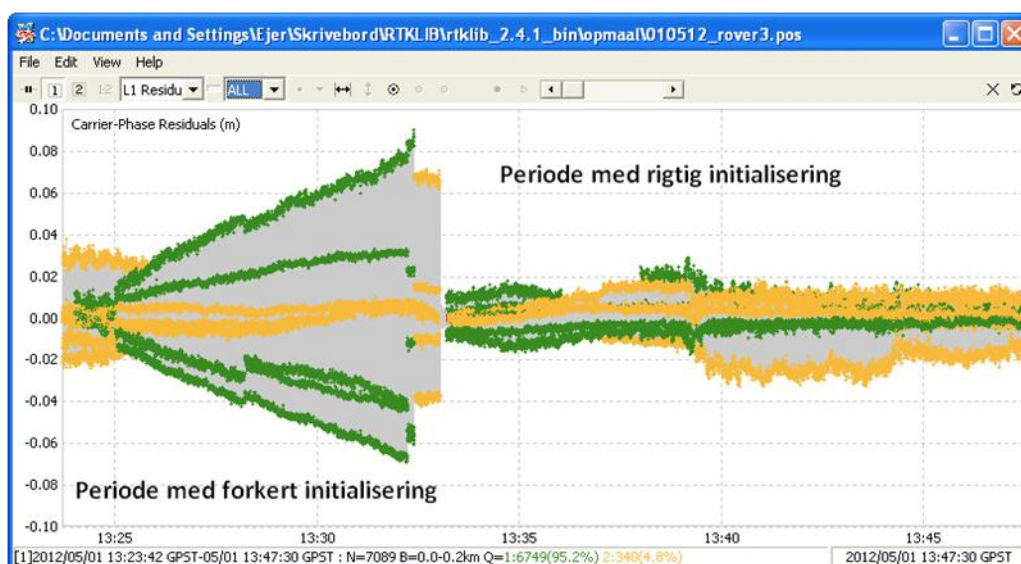 C:\Documents and Settings\Ejer\Skrivebord\RTKLIB\rtklib_2.4.1_bin\opmaal\010512_rover3.pos
File Edit View Help
1 2 1-2 L1 Residu ALL
0.10
Carrier-Phase Residuals (m)
0.08
Periode med rigtig initialisering
0.06
0.04
0.02
0.00
-0.02
-0.04
-0.06
-0.08
Periode med forkert initialisering
-0.10
13:25 13:30 13:35 13:40 13:45
[1]2012/05/01 13:23:42 GPST-05/01 13:47:30 GPST : N=7089 B=0.0-0.2km Q=1:6749(95.2%) 2:340(4.8%) 2012/05/01 13:47:30 GPST